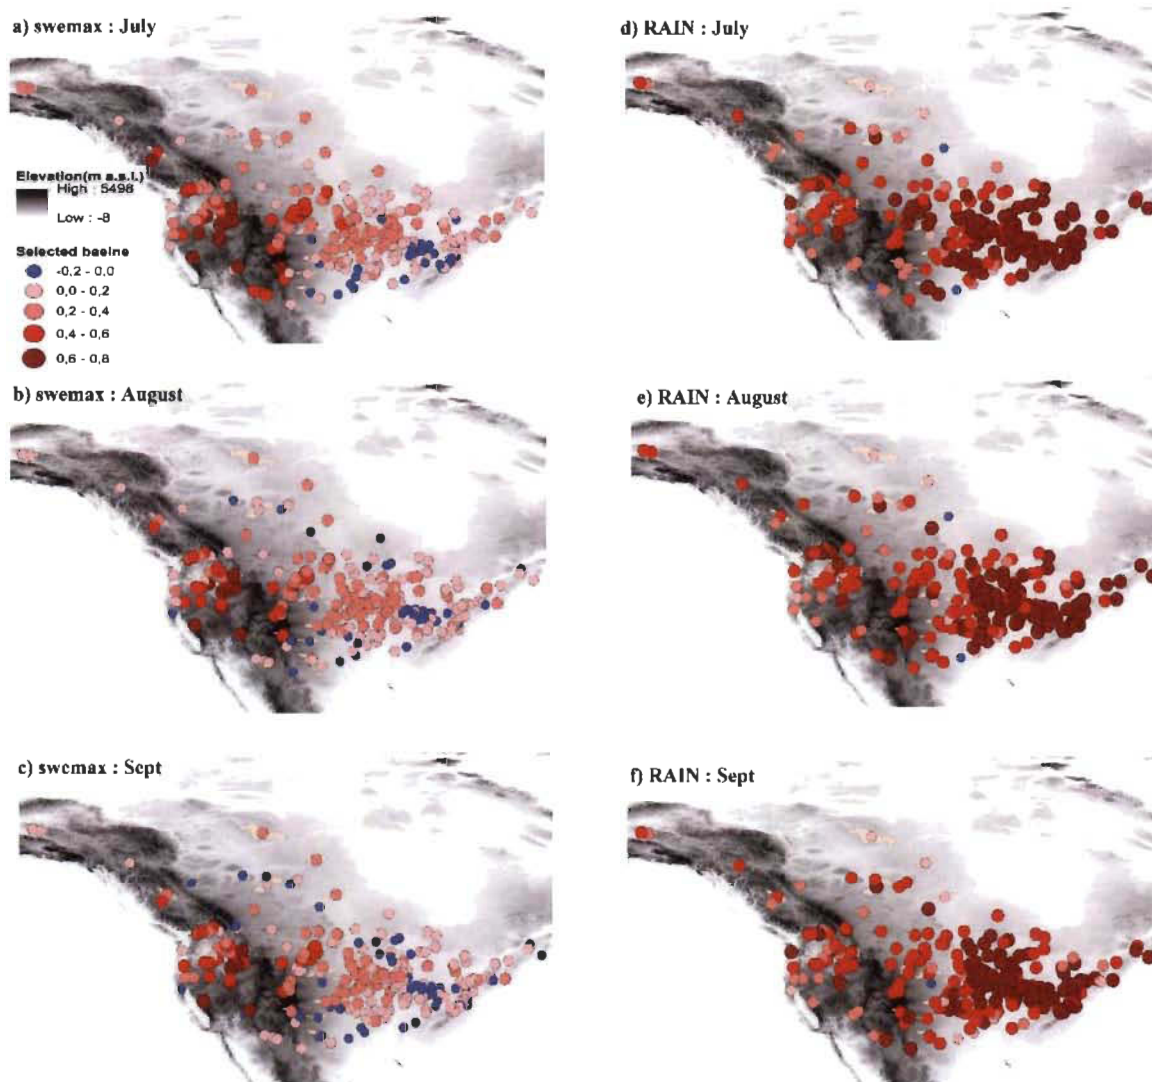 a) swemax : July
d) RAIN : July
Elevation(m a.s.l.)
High : 5498
Low : -8
Selected basine
-0,2 - 0,0
0,0 - 0,2
0,2 - 0,4
0,4 - 0,6
0,6 - 0,8
b) swemax : August
e) RAIN : August
c) swemax : Sept
f) RAIN : Sept